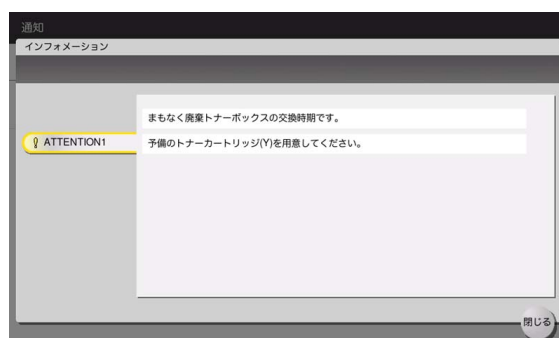 通知
インフォメーション
まもなく廃棄トナーボックスの交換時期です。
ATTENTION1
予備のトナーカートリッジ(Y)を用意してください。
閉じる